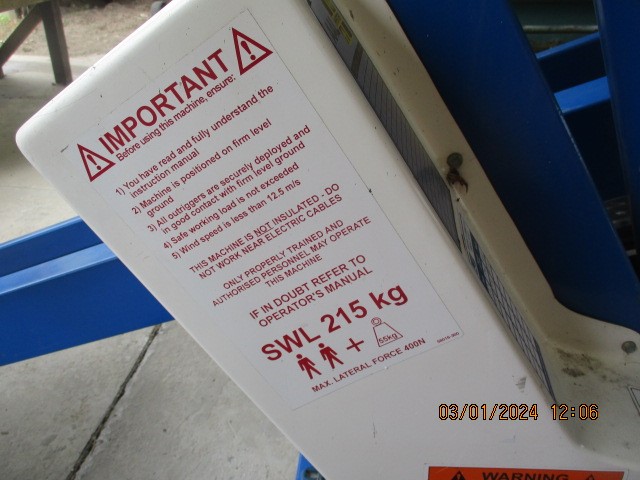 IMPORTANT
Before using this machine, ensure:
1) You have read and fully understand the
instruction manual
2) Machine is positioned on firm level
ground
3) All outriggers are securely deployed and
in good contact with firm level ground
4) Safe working load is not exceeded
5) Wind speed is less than 12.5 m/s
THIS MACHINE IS NOT INSULATED - DO
NOT WORK NEAR ELECTRIC CABLES
ONLY PROPERLY TRAINED AND
AUTHORISED PERSONNEL MAY OPERATE
THIS MACHINE
IF IN DOUBT REFER TO
OPERATOR'S MANUAL
SWL 215 kg
+ 55kg
MAX. LATERAL FORCE 400N
03/01/2024 12:06
WARNING